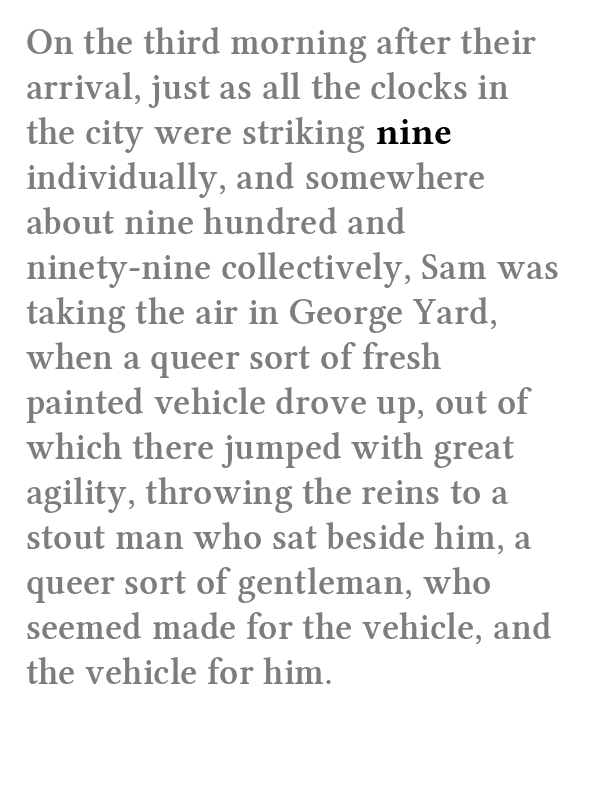 On the third morning after their
arrival, just as all the clocks in
the city were striking nine
individually, and somewhere
about nine hundred and
ninety-nine collectively, Sam was
taking the air in George Yard,
when a queer sort of fresh
painted vehicle drove up, out of
which there jumped with great
agility, throwing the reins to a
stout man who sat beside him, a
queer sort of gentleman, who
seemed made for the vehicle, and
the vehicle for him.